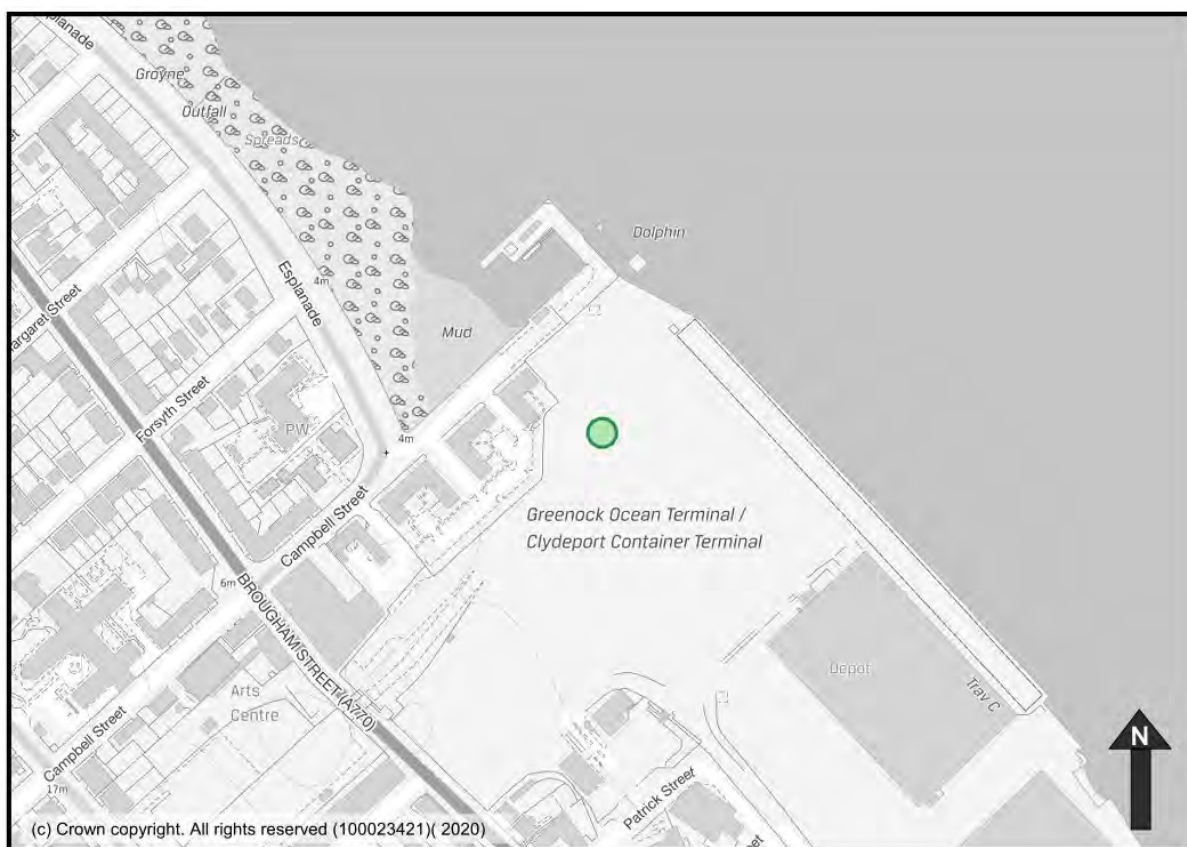 Esplanade
Groyne
Outfall
Spreads
Dolphin
Esplanade
4m
Mud
Forsyth Street
PW
4m
Campbell Street
Greenock Ocean Terminal /
Clydeport Container Terminal
6m
BROUGHAM STREET (A770)
Depot
Trav C
Arts
Centre
Campbell Street
17m
Patrick Street
N
(c) Crown copyright. All rights reserved (100023421)( 2020)